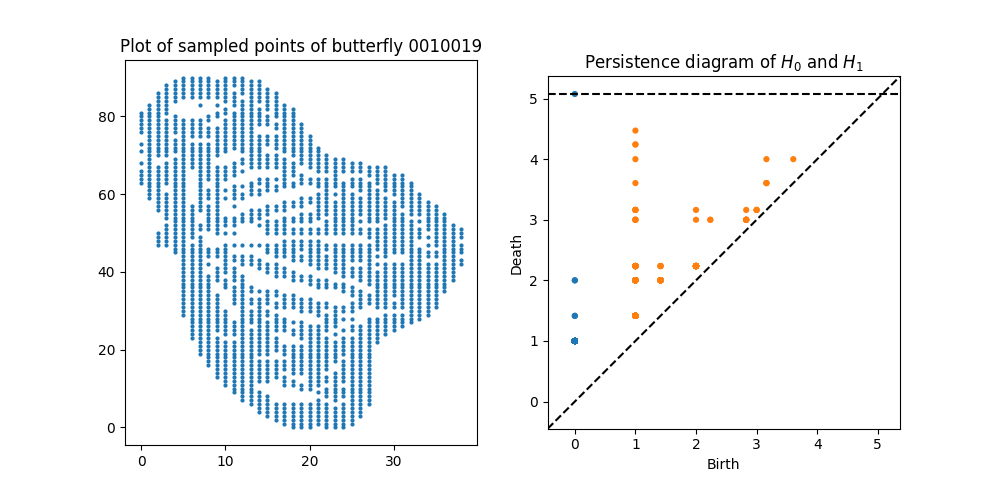 Plot of sampled points of butterfly 0010019
80
60
40
20
0
0 10 20 30
Persistence diagram of H₀ and H₁
Death
5
4
3
2
1
0
0 1 2 3 4 5
Birth